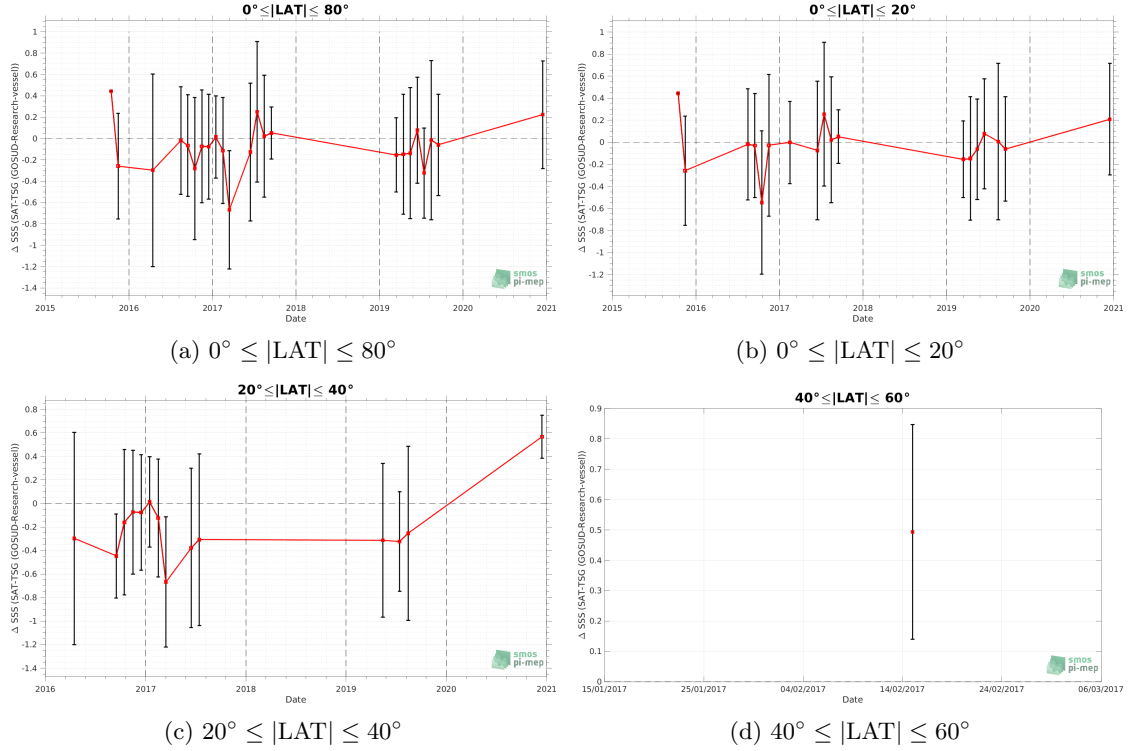 0°≤|LAT|≤ 80°
Δ SSS (SAT-TSG (GOSUD-Research-vessel))
1
0.8
0.6
0.4
0.2
0
-0.2
-0.4
-0.6
-0.8
-1
-1.2
-1.4
2015 2016 2017 2018 2019 2020 2021
Date
smos
pi-mep
(a) 0° ≤ |LAT| ≤ 80°
0°≤|LAT|≤ 20°
Δ SSS (SAT-TSG (GOSUD-Research-vessel))
1
0.8
0.6
0.4
0.2
0
-0.2
-0.4
-0.6
-0.8
-1
-1.2
2015 2016 2017 2018 2019 2020 2021
Date
smos
pi-mep
(b) 0° ≤ |LAT| ≤ 20°
20°≤|LAT|≤ 40°
Δ SSS (SAT-TSG (GOSUD-Research-vessel))
0.8
0.6
0.4
0.2
0
-0.2
-0.4
-0.6
-0.8
-1
-1.2
-1.4
2016 2017 2018 2019 2020 2021
Date
smos
pi-mep
(c) 20° ≤ |LAT| ≤ 40°
40°≤|LAT|≤ 60°
Δ SSS (SAT-TSG (GOSUD-Research-vessel))
0.9
0.8
0.7
0.6
0.5
0.4
0.3
0.2
0.1
0
15/01/2017 25/01/2017 04/02/2017 14/02/2017 24/02/2017 06/03/2017
Date
smos
pi-mep
(d) 40° ≤ |LAT| ≤ 60°